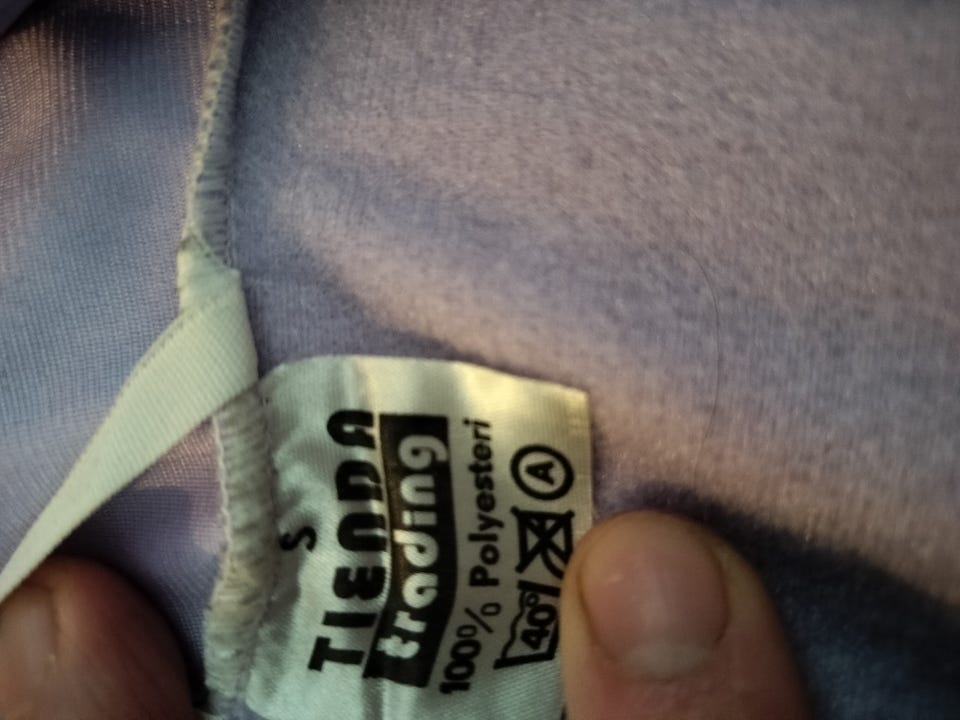 S
TIENDA
trading
100% Polyesteri
40°
A